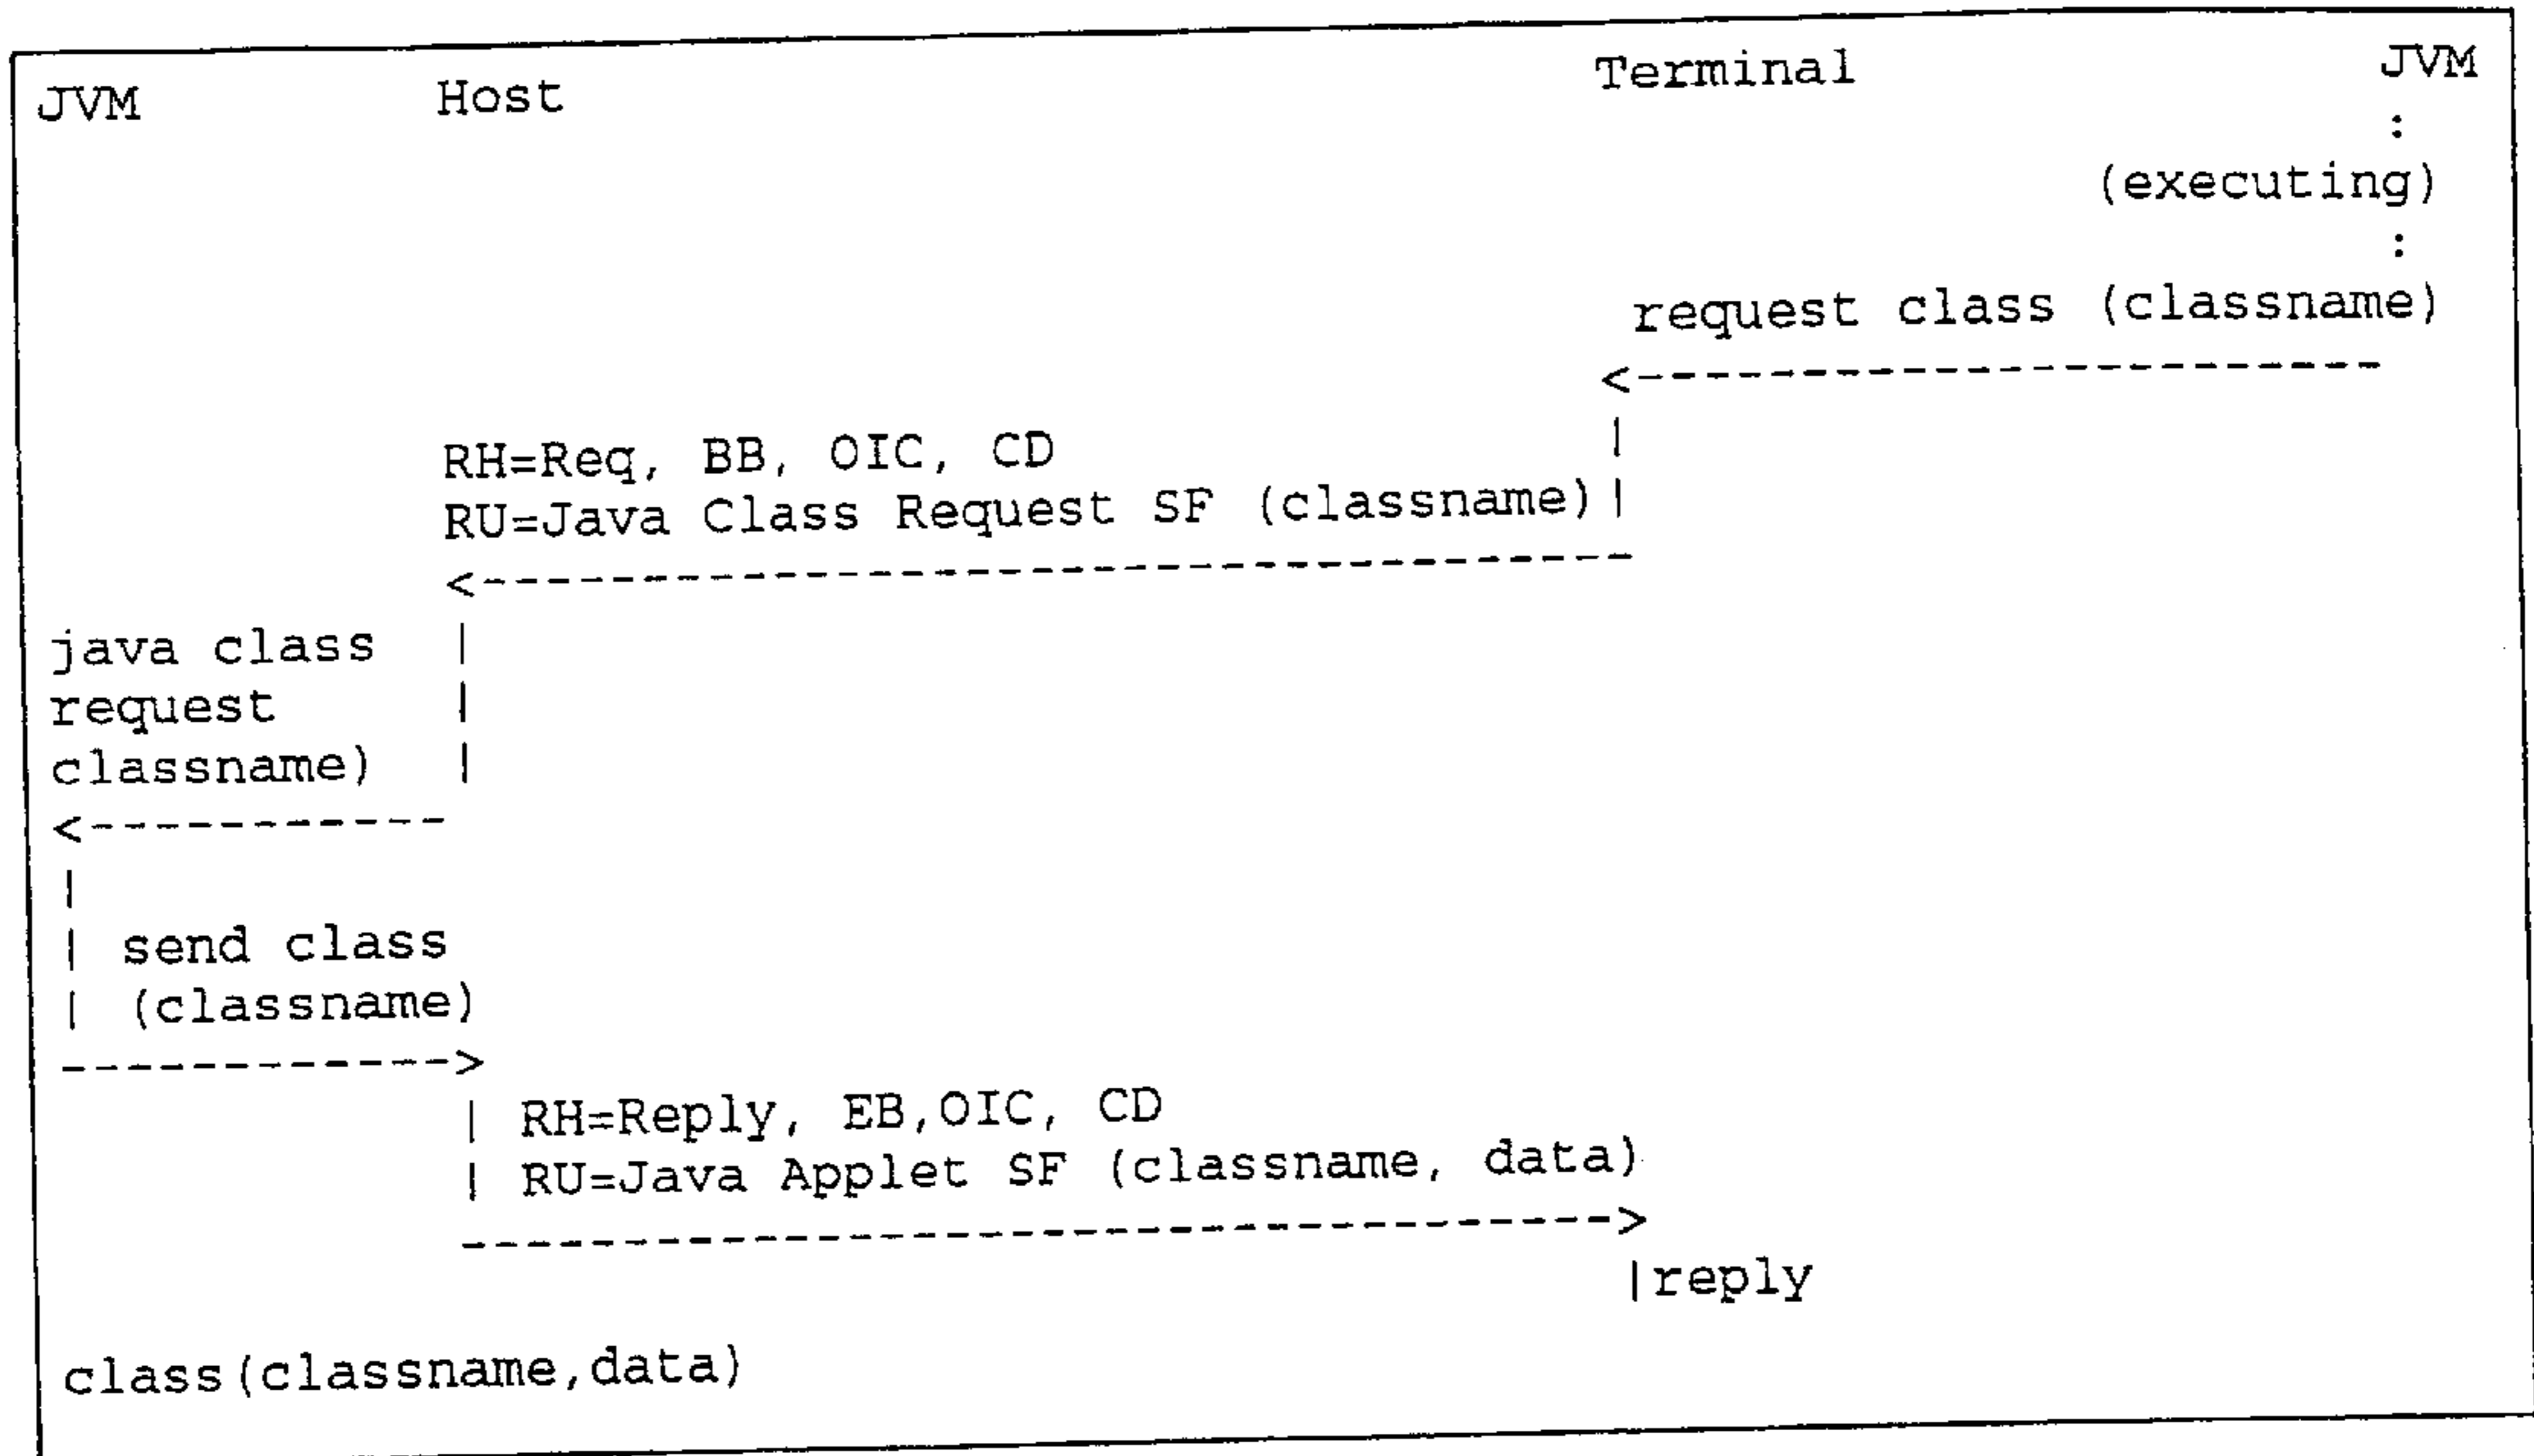 JVM Host Terminal JVM
:
(executing)
:
request class (classname)
<-----------------------
|
RH=Req, BB, OIC, CD
RU=Java Class Request SF (classname)|
<------------------------------------
java class |
request |
classname) |
<-----------
|
| send class
| (classname)
------------>
| RH=Reply, EB,OIC, CD
| RU=Java Applet SF (classname, data)
------------------------------------>
|reply
class(classname,data)